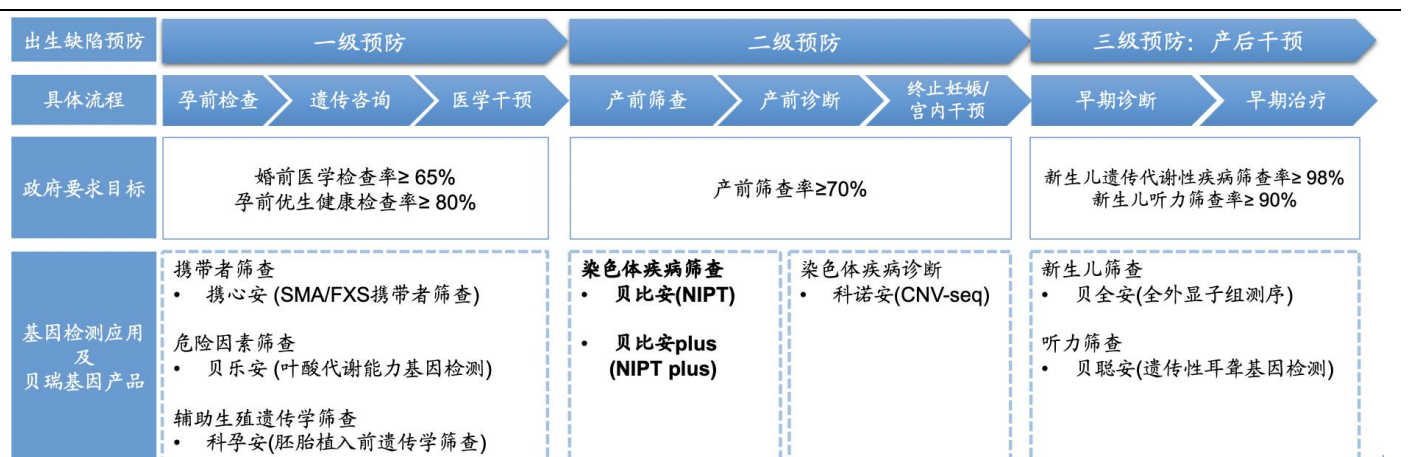 出生缺陷预防
一级预防
二级预防
三级预防：产后干预
具体流程
孕前检查
遗传咨询
医学干预
产前筛查
产前诊断
终止妊娠/
宫内干预
早期诊断
早期治疗
政府要求目标
婚前医学检查率≥ 65%
孕前优生健康检查率≥ 80%
产前筛查率≥70%
新生儿遗传代谢性疾病筛查率≥ 98%
新生儿听力筛查率≥ 90%
基因检测应用
及
贝瑞基因产品
携带者筛查
• 携心安 (SMA/FXS携带者筛查)
危险因素筛查
• 贝乐安 (叶酸代谢能力基因检测)
辅助生殖遗传学筛查
• 科孕安(胚胎植入前遗传学筛查)
染色体疾病筛查
• 贝比安(NIPT)
• 贝比安plus
(NIPT plus)
染色体疾病诊断
• 科诺安(CNV-seq)
新生儿筛查
• 贝全安(全外显子组测序)
听力筛查
• 贝聪安(遗传性耳聋基因检测)